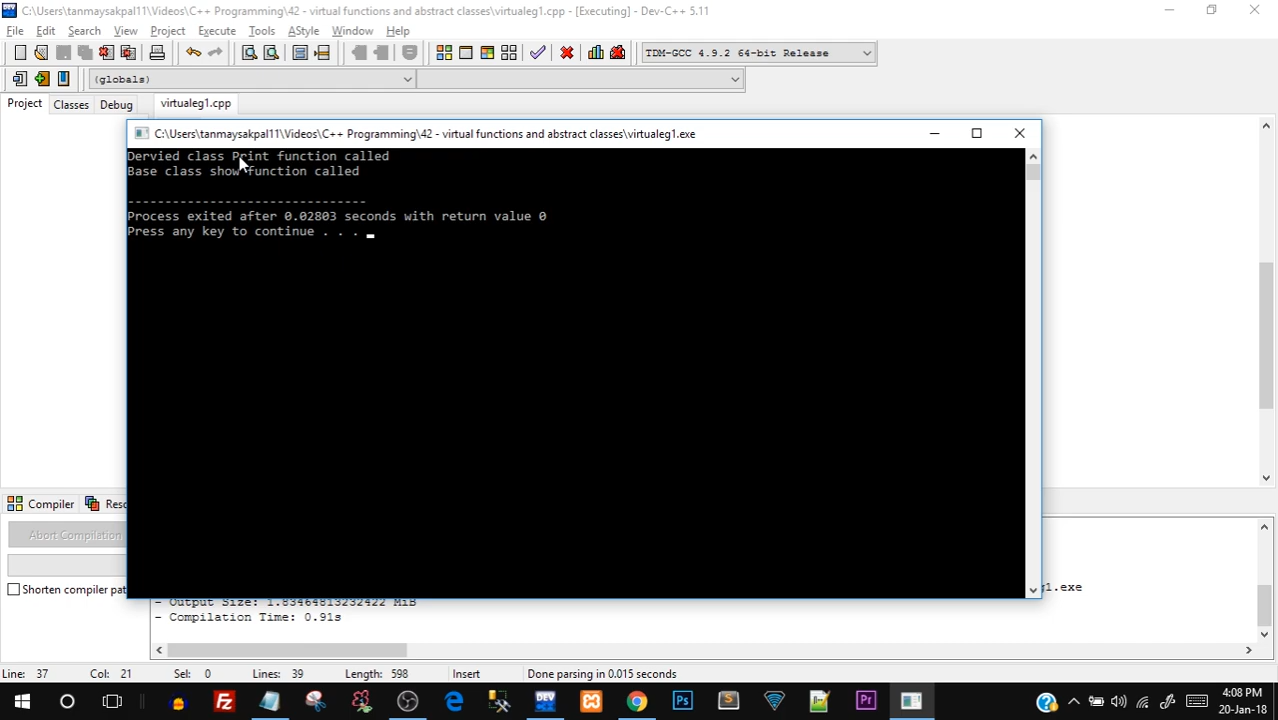 C:\Users\tanmaysakpal11\Videos\C++ Programming\42 - virtual functions and abstract classes\virtualeg1.cpp - [Executing] - Dev-C++ 5.11
File Edit Search View Project Execute Tools AStyle Window Help
TDM-GCC 4.9.2 64-bit Release
(globals)
Project Classes Debug virtualeg1.cpp
C:\Users\tanmaysakpal11\Videos\C++ Programming\42 - virtual functions and abstract classes\virtualeg1.exe
Dervied class Print function called
Base class show function called
--------------------------------
Process exited after 0.02803 seconds with return value 0
Press any key to continue . . .
Compiler Reso
Abort Compilation
g1.exe
Shorten compiler pat
- Output Size: 1.83464813232422 MiB
- Compilation Time: 0.91s
Line: 37 Col: 21 Sel: 0 Lines: 39 Length: 598 Insert Done parsing in 0.015 seconds
DEV Ps S Pr 4:08 PM
20-Jan-18